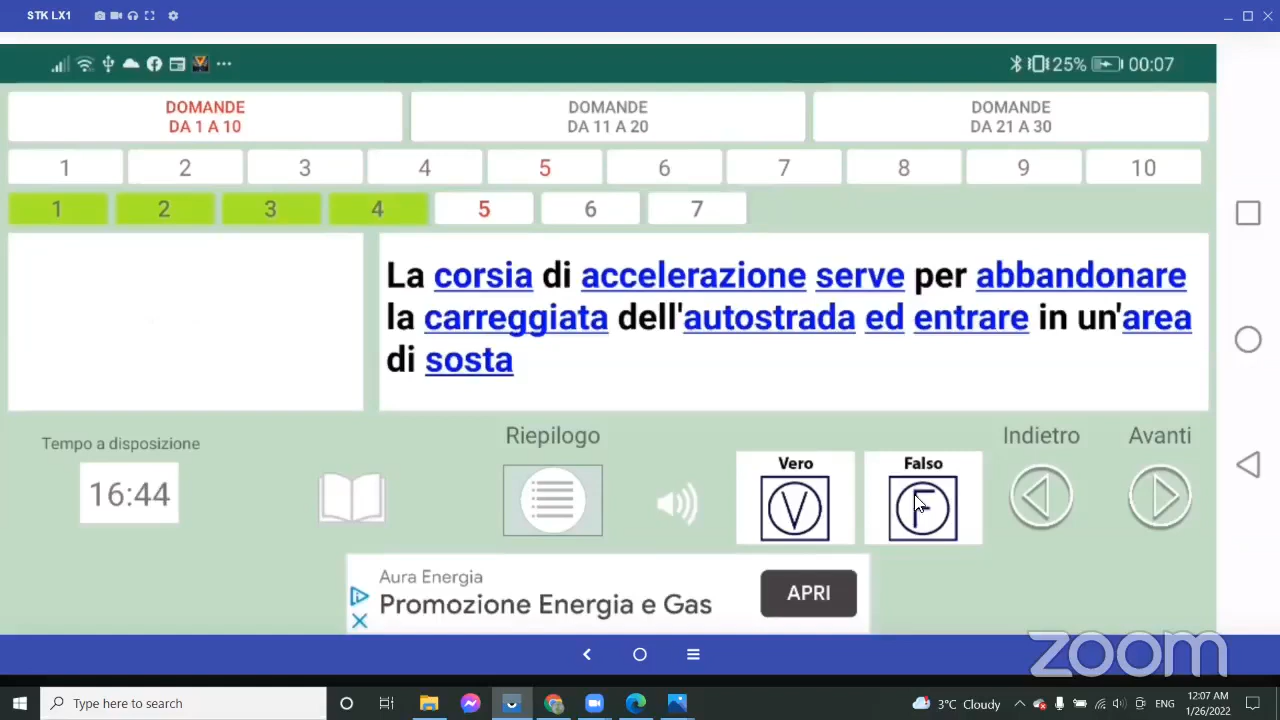 STK LX1
25% 00:07
DOMANDE
DA 1 A 10
DOMANDE
DA 11 A 20
DOMANDE
DA 21 A 30
1 2 3 4 5 6 7 8 9 10
1 2 3 4 5 6 7
La corsia di accelerazione serve per abbandonare
la carreggiata dell'autostrada ed entrare in un'area
di sosta
Tempo a disposizione
16:44
Riepilogo
Vero
V
Falso
F
Indietro
Avanti
Aura Energia
Promozione Energia e Gas
APRI
zoom
Type here to search
3°C Cloudy
ENG
12:07 AM
1/26/2022